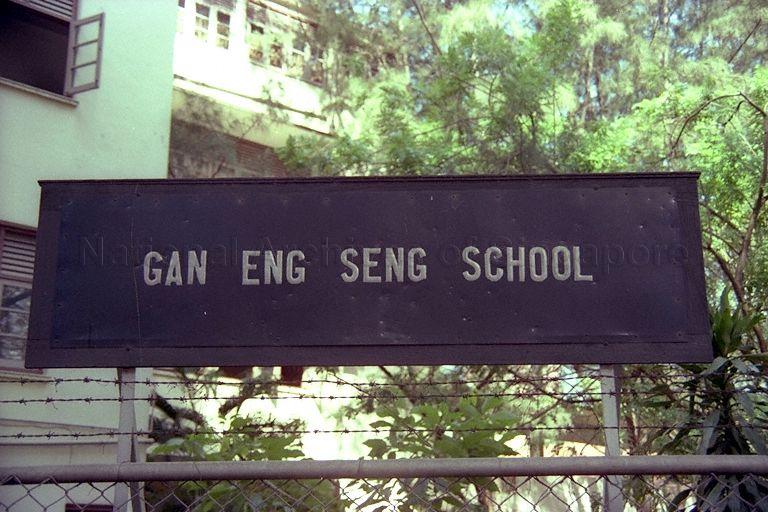 GAN ENG SENG SCHOOL
National Archives of Singapore